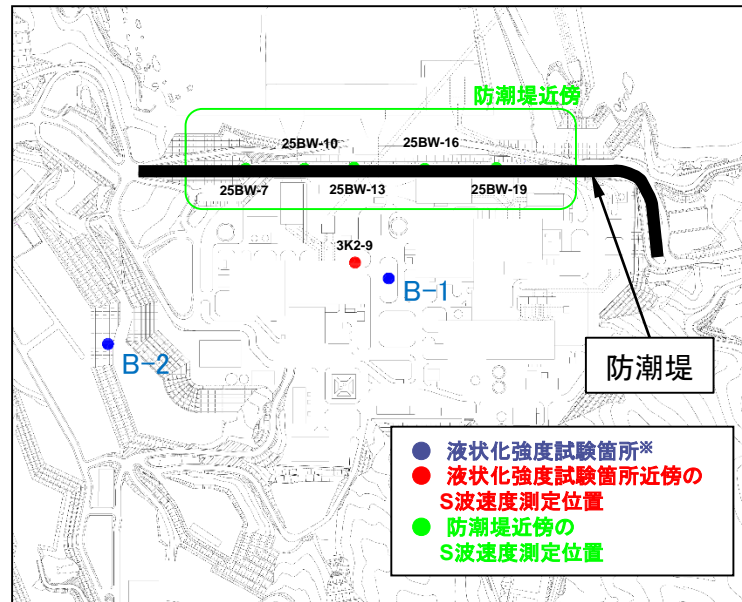 防潮堤近傍
25BW-10
25BW-16
25BW-7
25BW-13
25BW-19
3K2-9
B-1
B-2
防潮堤
液状化強度試験箇所※
液状化強度試験箇所近傍の
S波速度測定位置
防潮堤近傍の
S波速度測定位置